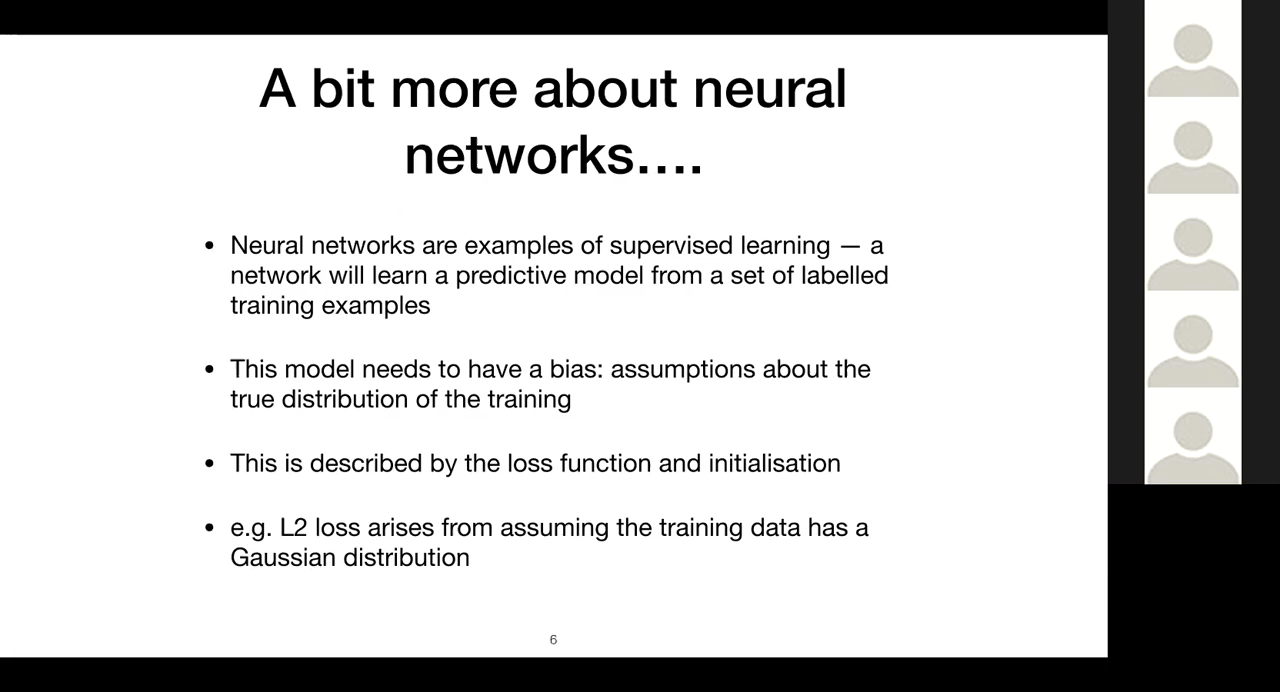 A bit more about neural
networks....
• Neural networks are examples of supervised learning — a
network will learn a predictive model from a set of labelled
training examples
• This model needs to have a bias: assumptions about the
true distribution of the training
• This is described by the loss function and initialisation
• e.g. L2 loss arises from assuming the training data has a
Gaussian distribution
6